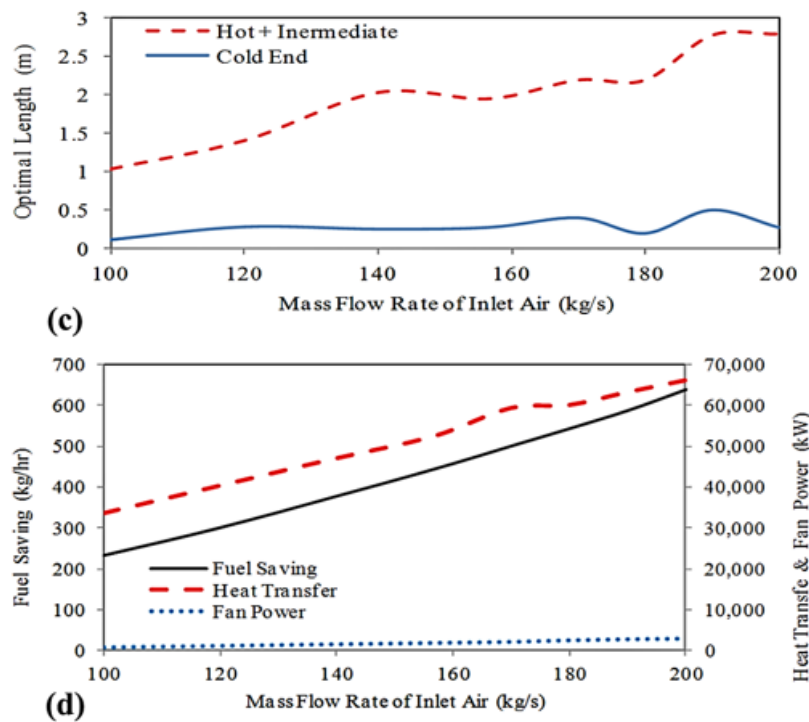 3
2.5
2
1.5
1
0.5
0
Optimal Length (m)
Hot + Inermediate
Cold End
100 120 140 160 180 200
Mass Flow Rate of Inlet Air (kg/s)
(c)
700
600
500
400
300
200
100
0
Fuel Saving (kg/hr)
Fuel Saving
Heat Transfer
Fan Power
70,000
60,000
50,000
40,000
30,000
20,000
10,000
0
Heat Transfe & Fan Power (kW)
100 120 140 160 180 200
Mass Flow Rate of Inlet Air (kg/s)
(d)